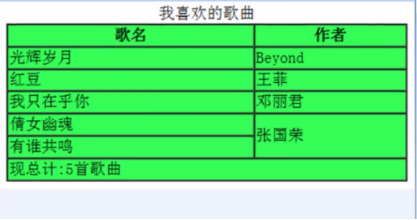 我喜欢的歌曲
歌名 作者
光辉岁月 Beyond
红豆 王菲
我只在乎你 邓丽君
倩女幽魂 张国荣
有谁共鸣
现总计:5首歌曲